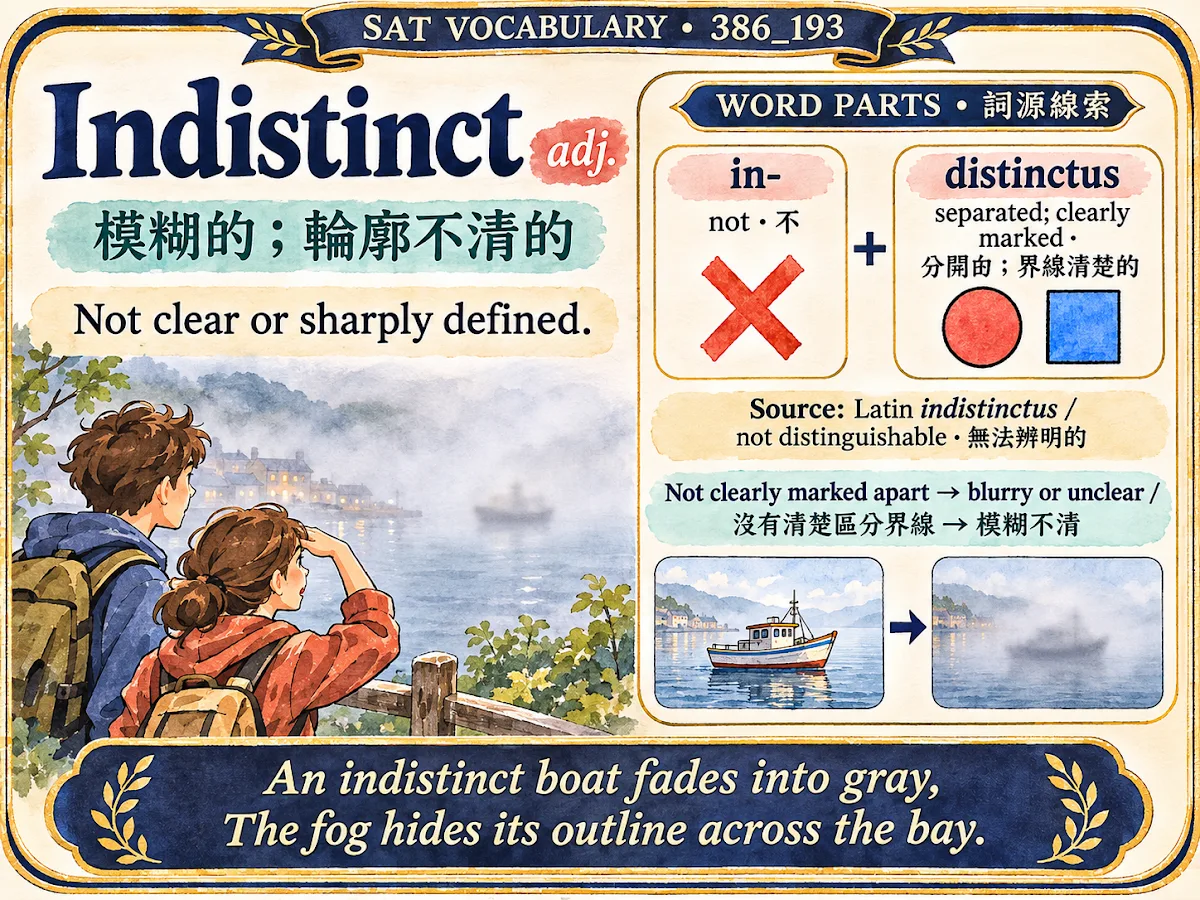 SAT VOCABULARY • 386_193
Indistinct adj.
模糊的；輪廓不清的
Not clear or sharply defined.
WORD PARTS • 詞源線索
in-
not • 不
+
distinctus
separated; clearly
marked •
分開由；界線清楚的
Source: Latin indistinctus /
not distinguishable • 無法辨明的
Not clearly marked apart → blurry or unclear /
沒有清楚區分界線 → 模糊不清
An indistinct boat fades into gray,
The fog hides its outline across the bay.